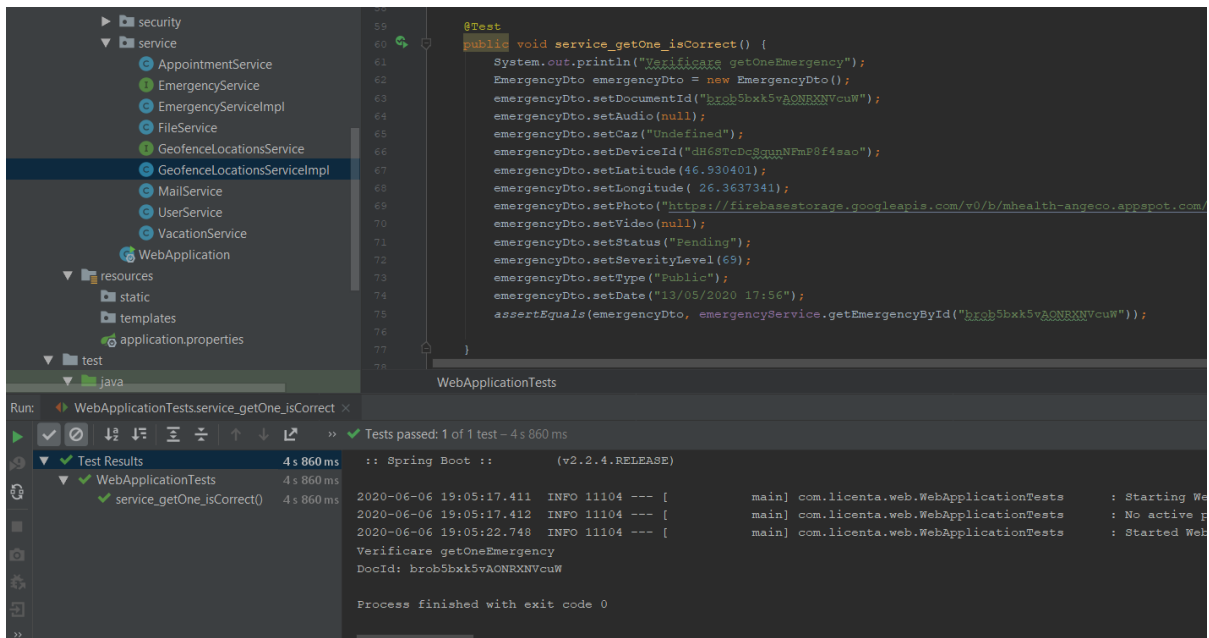 security
service
AppointmentService
EmergencyService
EmergencyServiceImpl
FileService
GeofenceLocationsService
GeofenceLocationsServiceImpl
MailService
UserService
VacationService
WebApplication
resources
static
templates
application.properties
test
java
59 @Test
60 public void service_getOne_isCorrect() {
61 System.out.println("Verificare getOneEmergency");
62 EmergencyDto emergencyDto = new EmergencyDto();
63 emergencyDto.setDocumentId("brob5bxk5vAONRXNVcuW");
64 emergencyDto.setAudio(null);
65 emergencyDto.setCaz("Undefined");
66 emergencyDto.setDeviceId("dH6STcDcSqunNFmP8f4sao");
67 emergencyDto.setLatitude(46.930401);
68 emergencyDto.setLongitude( 26.3637341);
69 emergencyDto.setPhoto("https://firebasestorage.googleapis.com/v0/b/mhealth-angeco.appspot.com/
70 emergencyDto.setVideo(null);
71 emergencyDto.setStatus("Pending");
72 emergencyDto.setSeverityLevel(69);
73 emergencyDto.setType("Public");
74 emergencyDto.setDate("13/05/2020 17:56");
75 assertEquals(emergencyDto, emergencyService.getEmergencyById("brob5bxk5vAONRXNVcuW"));
76
77 }
78
WebApplicationTests
Run: WebApplicationTests.service_getOne_isCorrect ×
» Tests passed: 1 of 1 test – 4 s 860 ms
Test Results 4 s 860 ms
WebApplicationTests 4 s 860 ms
service_getOne_isCorrect() 4 s 860 ms
:: Spring Boot :: (v2.2.4.RELEASE)
2020-06-06 19:05:17.411 INFO 11104 --- [ main] com.licenta.web.WebApplicationTests : Starting We
2020-06-06 19:05:17.412 INFO 11104 --- [ main] com.licenta.web.WebApplicationTests : No active p
2020-06-06 19:05:22.748 INFO 11104 --- [ main] com.licenta.web.WebApplicationTests : Started Web
Verificare getOneEmergency
DocId: brob5bxk5vAONRXNVcuW
Process finished with exit code 0